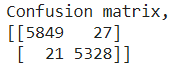 Confusion matrix,
[[5849   27]
 [  21 5328]]